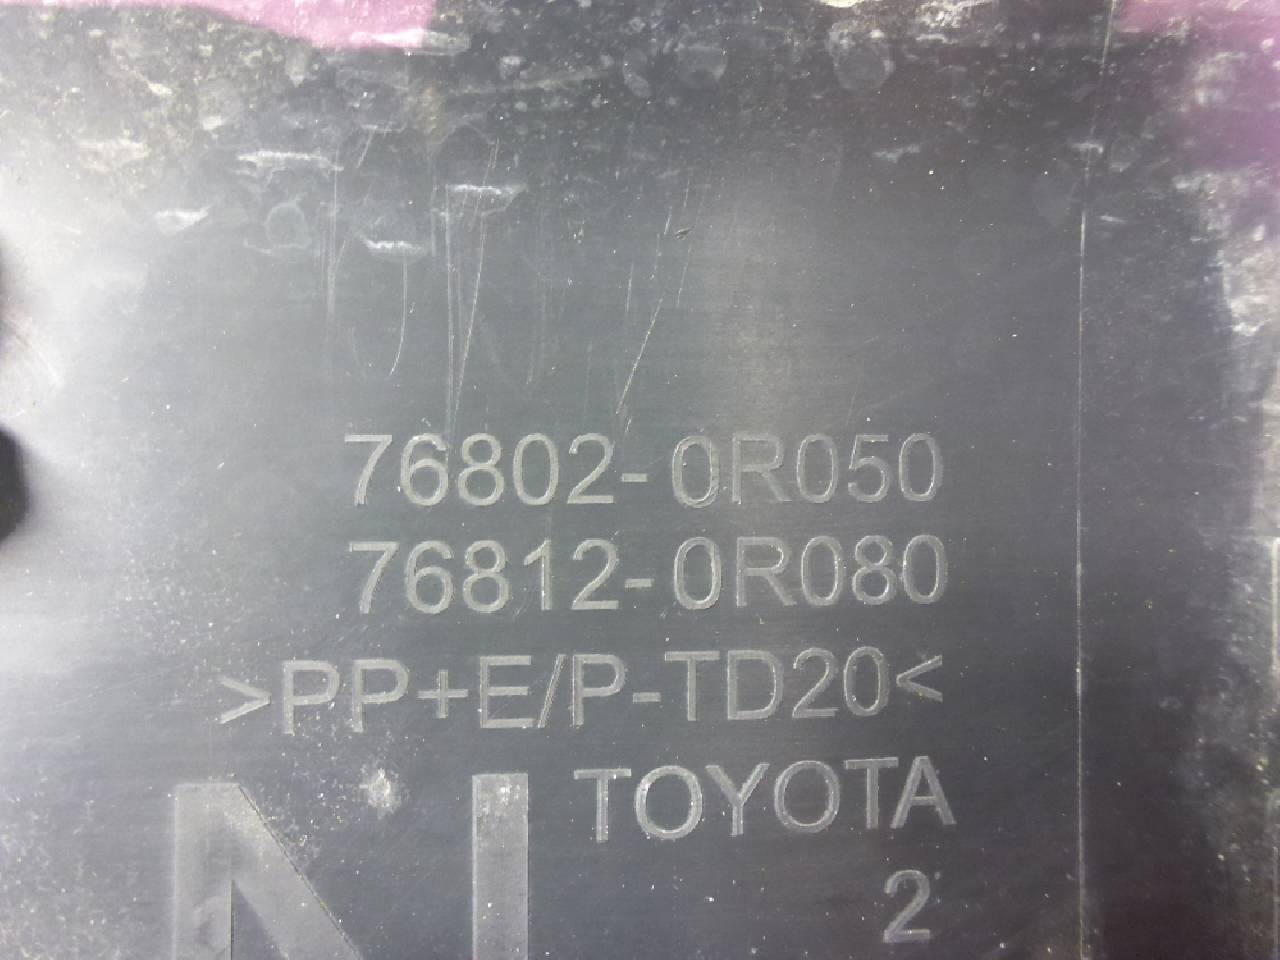 76802-0R050
76812-0R080
>PP+E/P-TD20<
TOYOTA
N
2